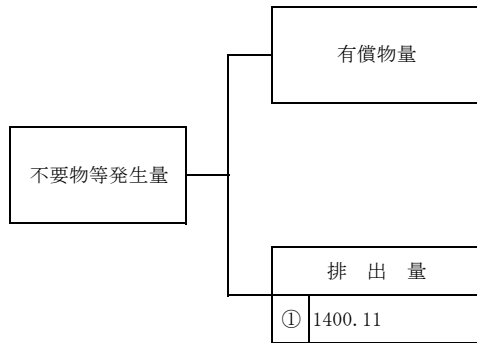 有償物量
不要物等発生量
排 出 量
① 1400.11